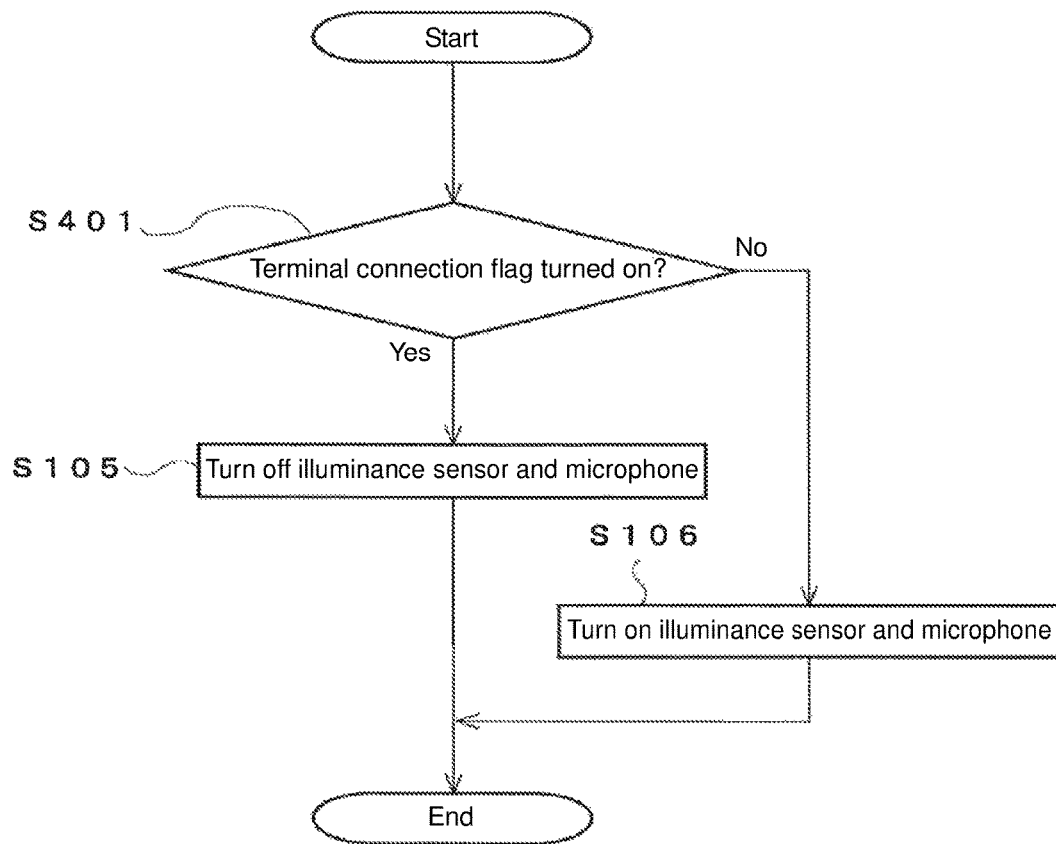 Start
S401
Terminal connection flag turned on?
No
Yes
S105
Turn off illuminance sensor and microphone
S106
Turn on illuminance sensor and microphone
End